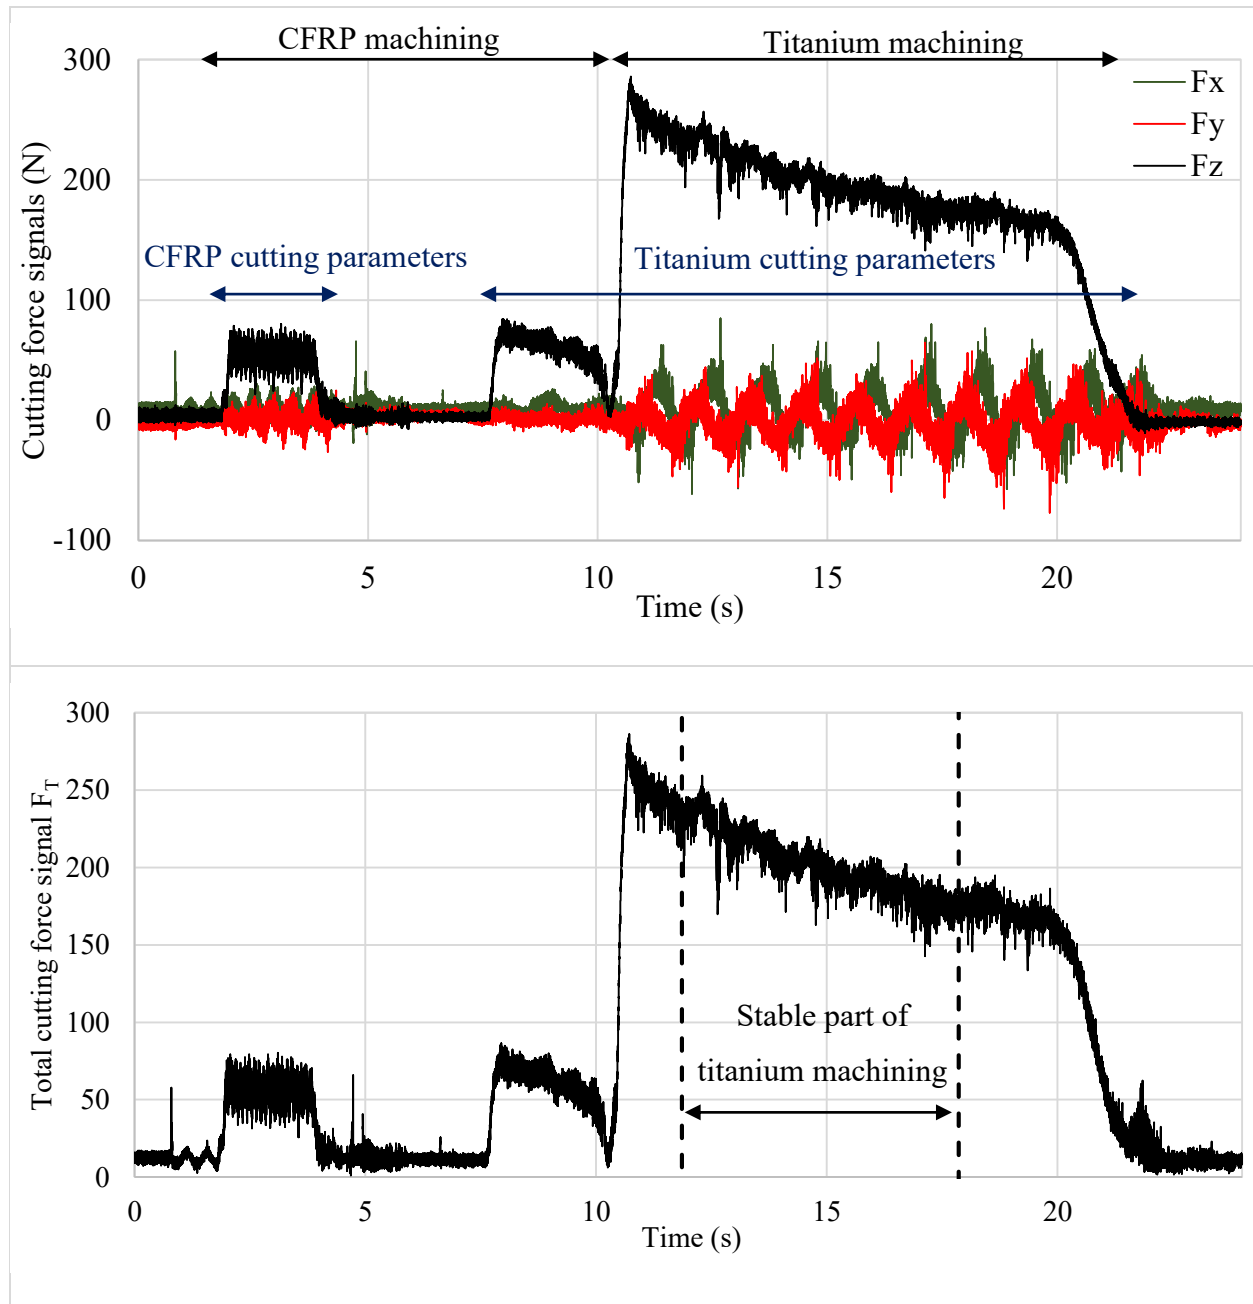 CFRP machining
Titanium machining
300
Fx
Fy
Fz
200
CFRP cutting parameters
Titanium cutting parameters
100
0
-100
Cutting force signals (N)
0
5
10
15
20
Time (s)
300
250
200
150
100
50
0
Total cutting force signal F_T
Stable part of
titanium machining
0
5
10
15
20
Time (s)